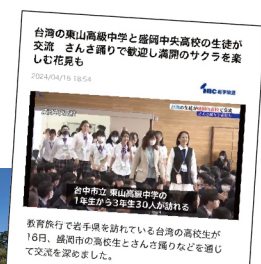 台湾の東山高級中学と盛岡中央高校の生徒が
交流 さんさ踊りで歓迎し満開のサクラを楽
しむ花見も
2024/04/16 18:54
IBC 岩手放送
台中市立 東山高級中学の
1年生から3年生30人が訪れる
教育旅行で岩手県を訪れている台湾の高校生が
16日、盛岡市の高校生とさんさ踊りなどを通じ
て交流を深めました。